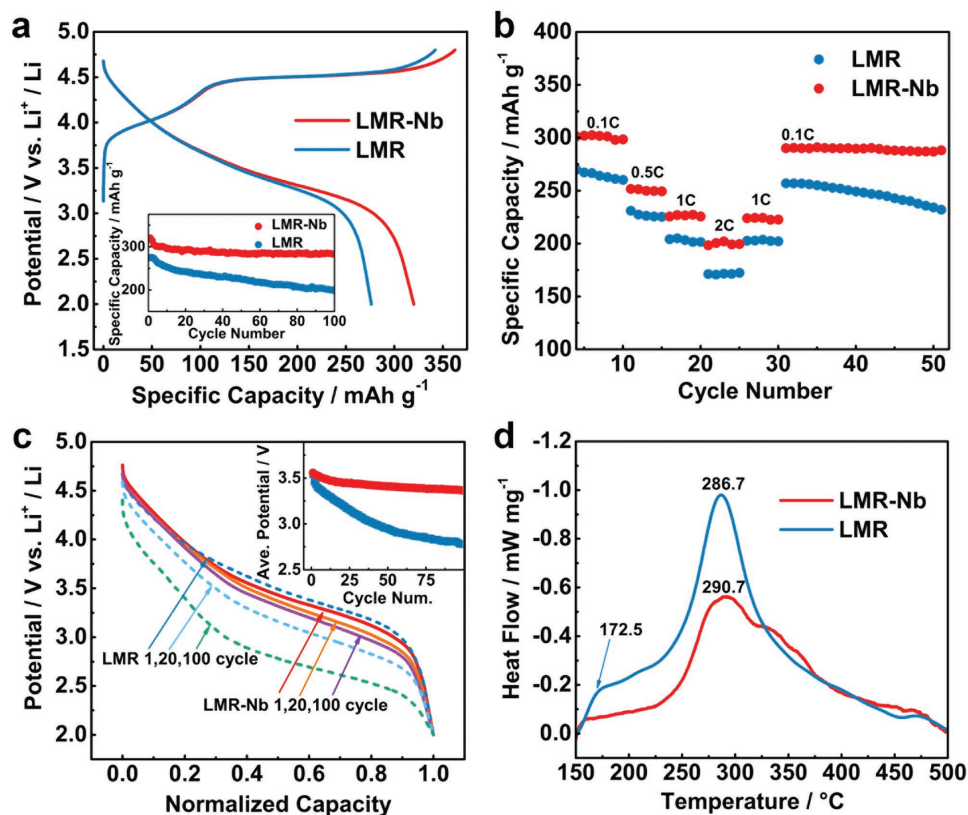 a
Potential / V vs. Li⁺ / Li
5.0
4.5
4.0
3.5
3.0
2.5
2.0
1.5
LMR-Nb
LMR
Specific Capacity / mAh g⁻¹
300
200
LMR-Nb
LMR
0 20 40 60 80 100
Cycle Number
0 50 100 150 200 250 300 350
Specific Capacity / mAh g⁻¹
b
Specific Capacity / mAh g⁻¹
400
350
300
250
200
150
100
LMR
LMR-Nb
0.1C
0.5C
1C
2C
1C
0.1C
10 20 30 40 50
Cycle Number
c
Potential / V vs. Li⁺ / Li
5.0
4.5
4.0
3.5
3.0
2.5
2.0
Ave. Potential / V
3.5
3.0
2.5
0 25 50 75
Cycle Num.
LMR 1,20,100 cycle
LMR-Nb 1,20,100 cycle
0.0 0.2 0.4 0.6 0.8 1.0
Normalized Capacity
d
Heat Flow / mW mg⁻¹
-1.2
-1.0
-0.8
-0.6
-0.4
-0.2
0.0
286.7
LMR-Nb
LMR
290.7
172.5
150 200 250 300 350 400 450 500
Temperature / °C